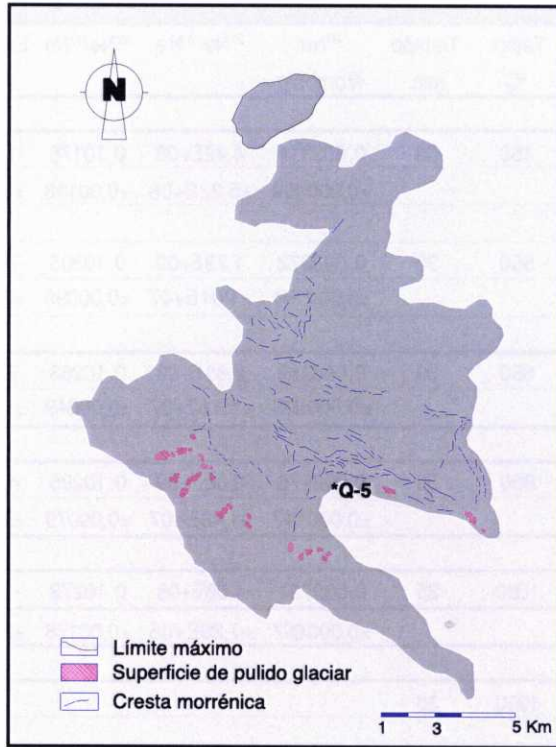 N
*Q-5
Límite máximo
Superficie de pulido glaciar
Cresta morrénica
1 3 5 Km